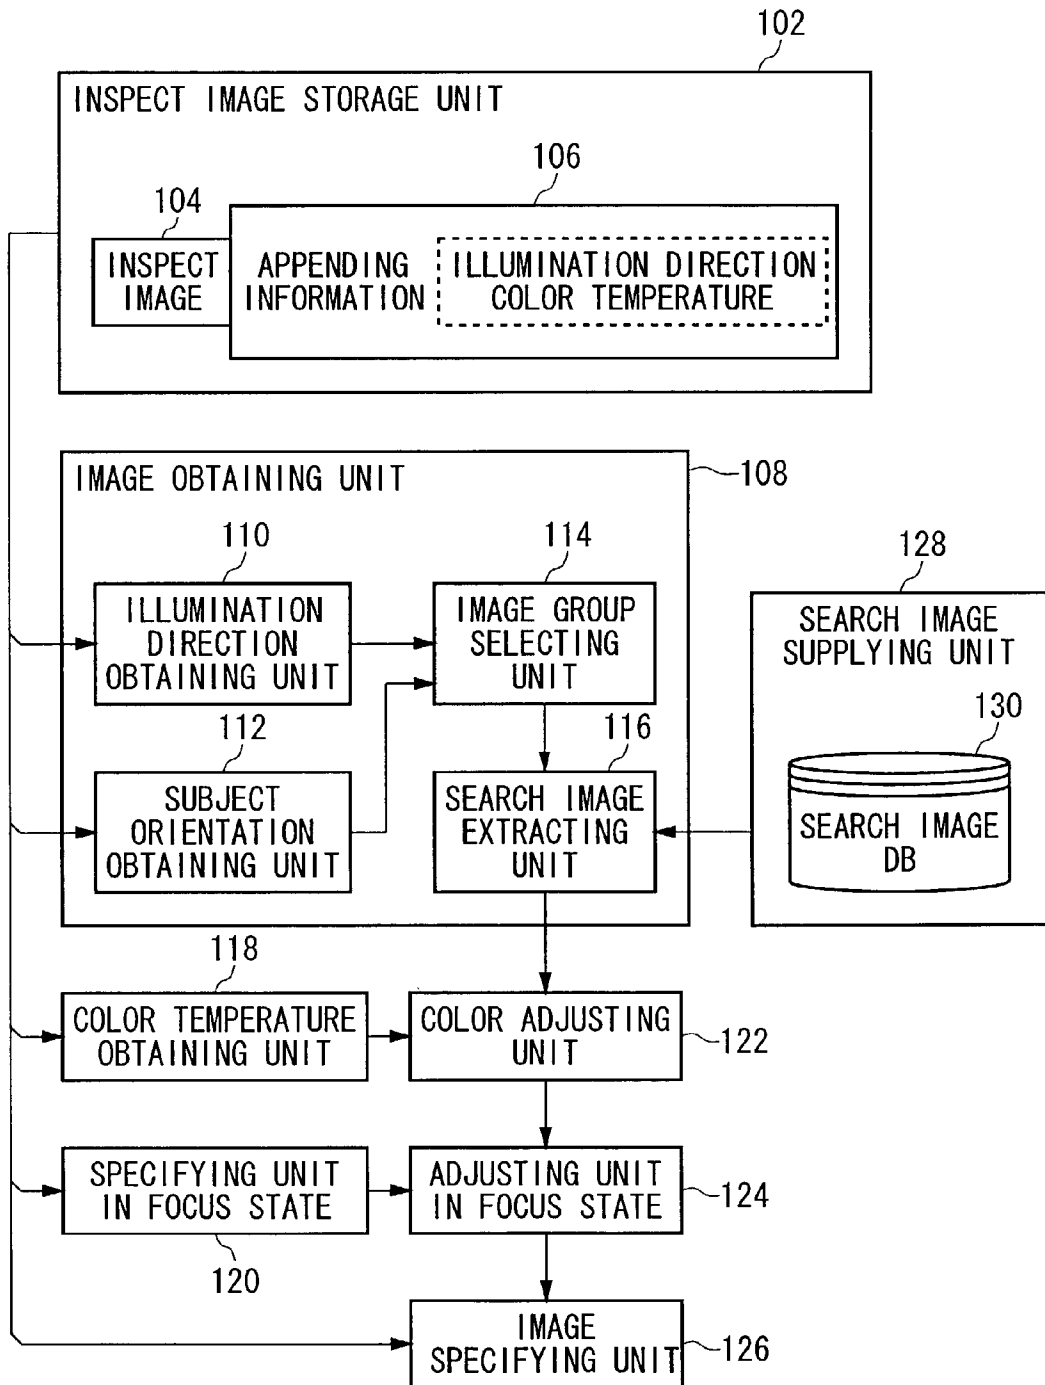 102
INSPECT IMAGE STORAGE UNIT
106
104
INSPECT
IMAGE
APPENDING
INFORMATION
ILLUMINATION DIRECTION
COLOR TEMPERATURE
IMAGE OBTAINING UNIT
108
110
ILLUMINATION
DIRECTION
OBTAINING UNIT
114
IMAGE GROUP
SELECTING
UNIT
128
SEARCH IMAGE
SUPPLYING UNIT
112
SUBJECT
ORIENTATION
OBTAINING UNIT
116
SEARCH IMAGE
EXTRACTING
UNIT
130
SEARCH IMAGE
DB
118
COLOR TEMPERATURE
OBTAINING UNIT
COLOR ADJUSTING
UNIT
122
SPECIFYING UNIT
IN FOCUS STATE
120
ADJUSTING UNIT
IN FOCUS STATE
124
IMAGE
SPECIFYING UNIT
126